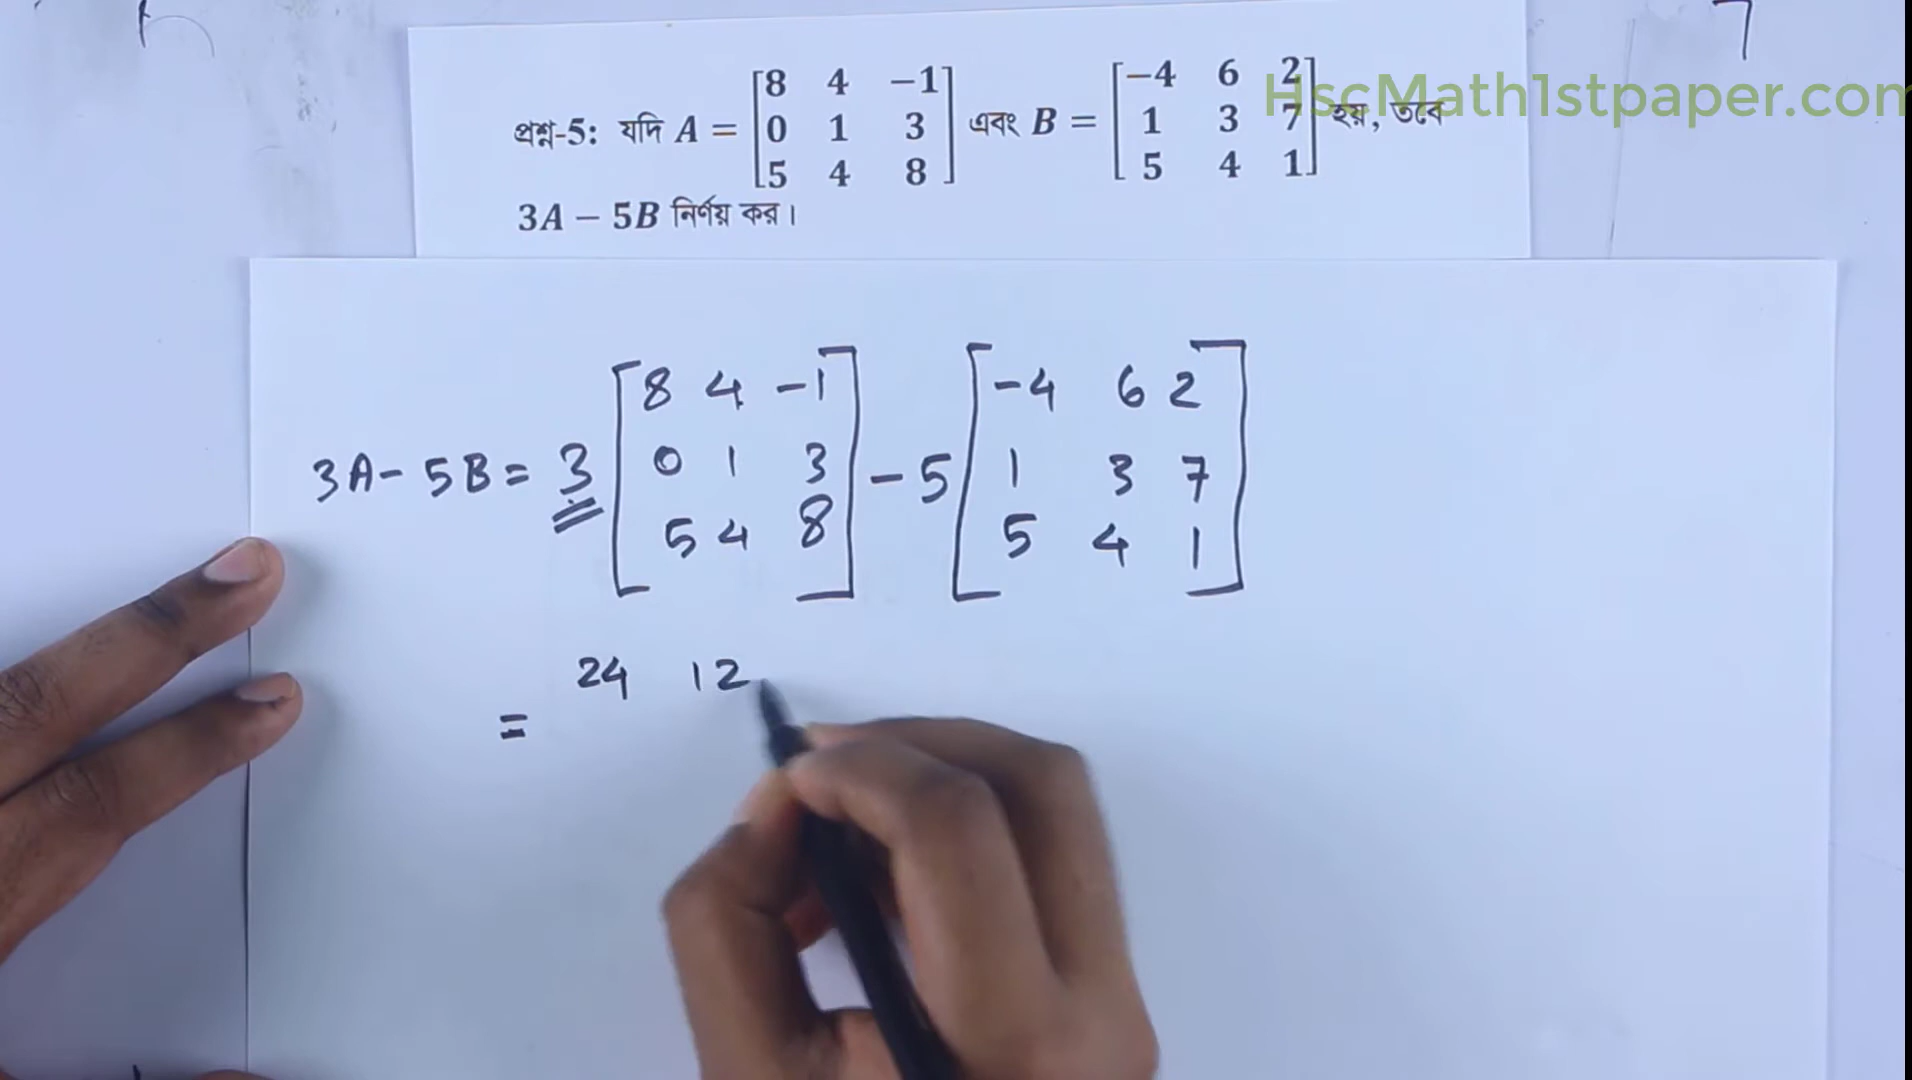 প্রশ্ন-5: যদি A = [8 4 −1] এবং B = [−4 6 2] হয়, তবে
[0 1 3] [1 3 7]
[5 4 8] [5 4 1]
HscMath1stpaper.com
3A − 5B নির্ণয় কর।
3A - 5B = 3 [8 4 -1] - 5 [-4 6 2]
[0 1 3] [1 3 7]
[5 4 8] [5 4 1]
= 24 12